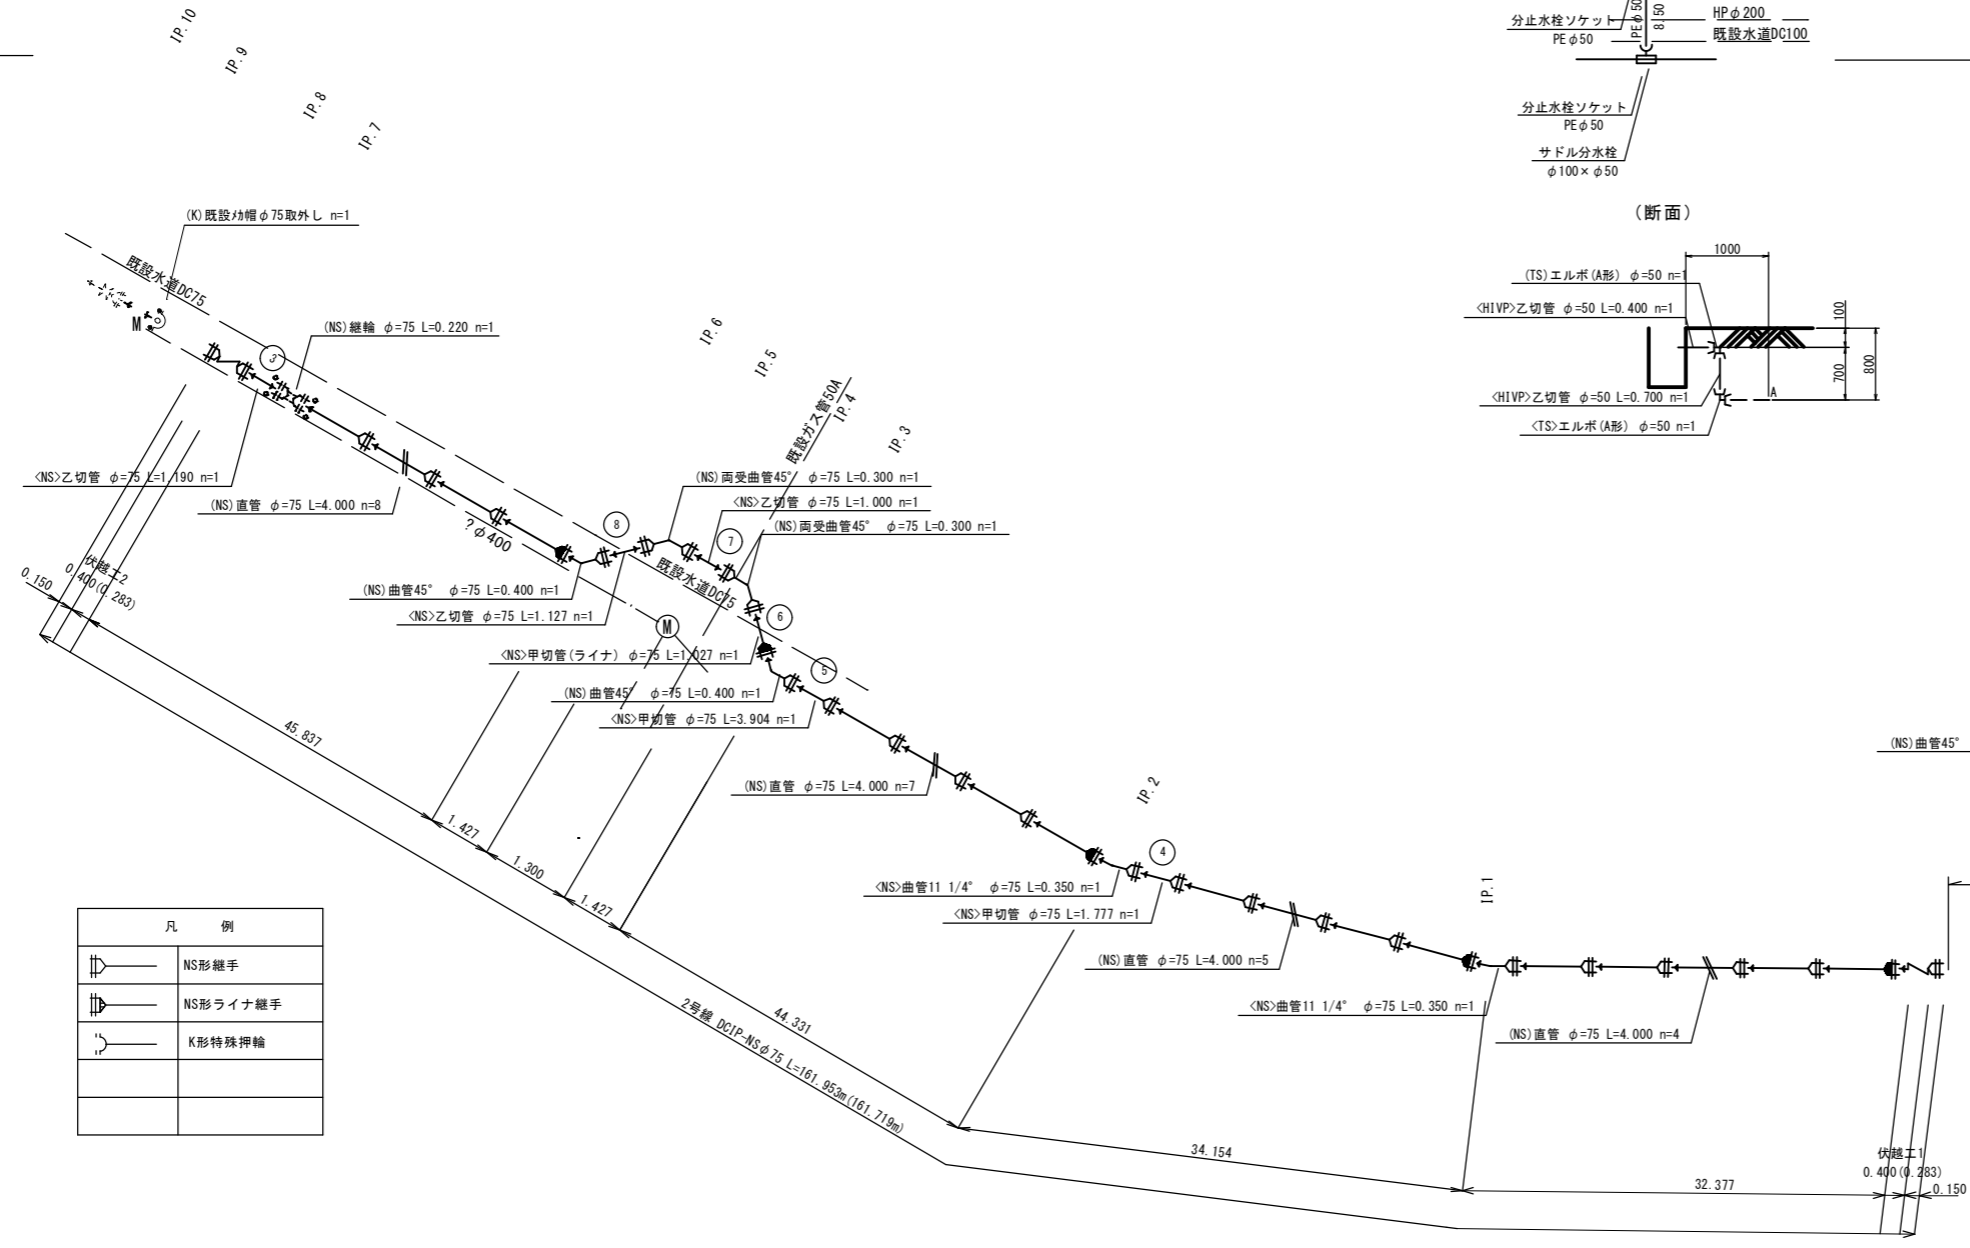 IP.10
IP.9
IP.8
IP.7
分止水栓ソケット
PEφ50
PEφ50
8.50
HPφ200
既設水道DC100
分止水栓ソケット
PEφ50
サドル分水栓
φ100×φ50
(断面)
1000
(TS)エルボ(A形) φ=50 n=1
<HIVP>乙切管 φ=50 L=0.400 n=1
100
700
800
A
<HIVP>乙切管 φ=50 L=0.700 n=1
<TS>エルボ(A形) φ=50 n=1
(K)既設ﾒｶ帽φ75取外し n=1
既設水道DC75
M
3
(NS)継輪 φ=75 L=0.220 n=1
IP.6
IP.5
既設ガス管50A
IP.4
IP.3
<NS>乙切管 φ=75 L=1.190 n=1
(NS)直管 φ=75 L=4.000 n=8
?φ400
8
(NS)両受曲管45° φ=75 L=0.300 n=1
<NS>乙切管 φ=75 L=1.000 n=1
(NS)両受曲管45° φ=75 L=0.300 n=1
7
既設水道DC75
伏越工2
0.400(0.283)
0.150
(NS)曲管45° φ=75 L=0.400 n=1
<NS>乙切管 φ=75 L=1.127 n=1
M
6
<NS>甲切管(ライナ) φ=75 L=1.027 n=1
5
(NS)曲管45° φ=75 L=0.400 n=1
<NS>甲切管 φ=75 L=3.904 n=1
45.837
(NS)曲管45°
(NS)直管 φ=75 L=4.000 n=7
IP.2
1.427
1.300
1.427
4
<NS>曲管11 1/4° φ=75 L=0.350 n=1
<NS>甲切管 φ=75 L=1.777 n=1
IP.1
(NS)直管 φ=75 L=4.000 n=5
<NS>曲管11 1/4° φ=75 L=0.350 n=1
(NS)直管 φ=75 L=4.000 n=4
凡 例
NS形継手
NS形ライナ継手
K形特殊押輪
44.331
2号線 DCIP-NSφ75 L=161.953m(161.719m)
34.154
32.377
伏越工1
0.400(0.283)
0.150